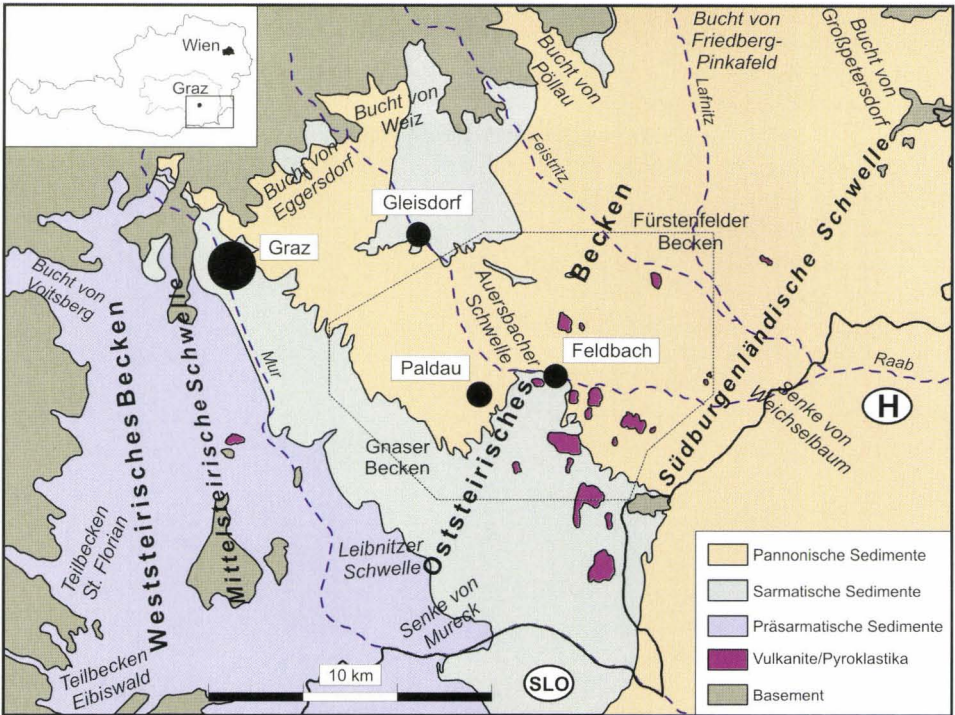 Wien
Graz
Bucht von
Pöllau
Bucht von
Friedberg-
Pinkafeld
Bucht von
Großpetersdorf
Lafnitz
Bucht von
Weiz
Feistritz
Bucht von
Eggersdorf
Gleisdorf
Graz
Becken
Fürstenfelder
Becken
Südburgenländische Schwelle
Bucht von
Voitsberg
Auersbacher
Schwelle
Mur
Paldau
Feldbach
Raab
Senke von
Weichselbaum
H
Weststeirisches Becken
Mittelsteirische Schwelle
Gnaser
Becken
Oststeirisches
Leibnitzer
Schwelle
Teilbecken
St. Florian
Senke von
Mureck
Teilbecken
Eibiswald
10 km
SLO
Pannonische Sedimente
Sarmatische Sedimente
Präsarmatische Sedimente
Vulkanite/Pyroklastika
Basement